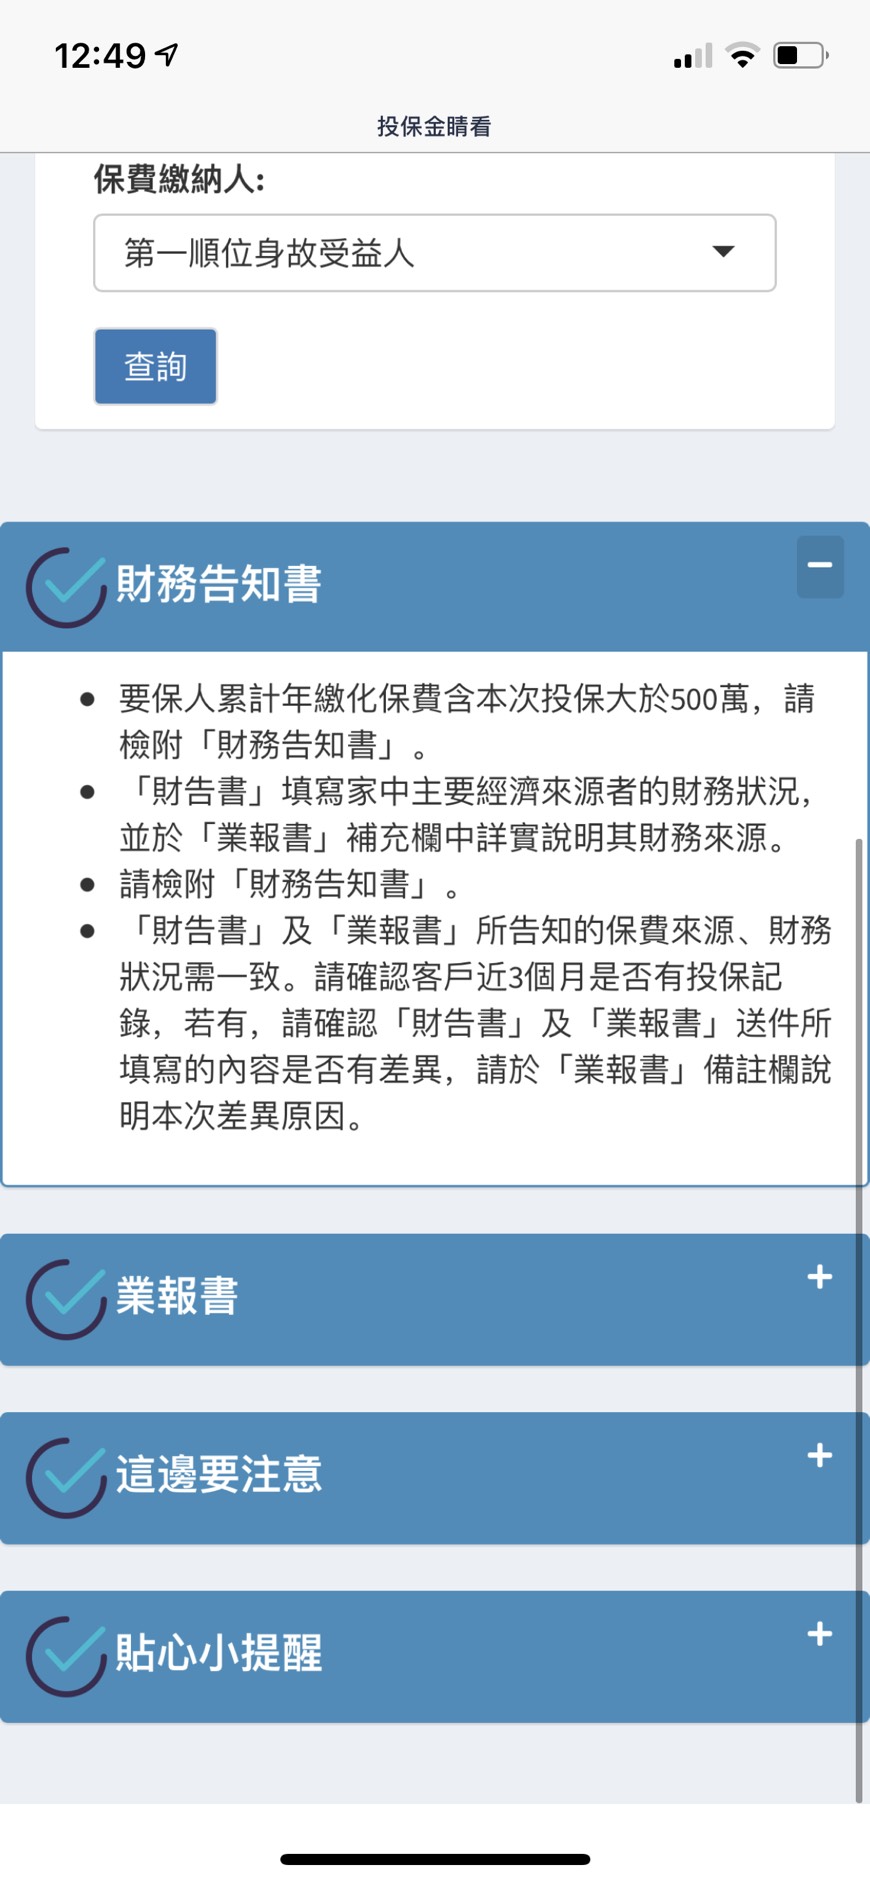 12:49
投保金睛看
保費繳納人:
第一順位身故受益人
查詢
財務告知書
要保人累計年繳化保費含本次投保大於500萬，請
檢附「財務告知書」。
「財告書」填寫家中主要經濟來源者的財務狀況，
並於「業報書」補充欄中詳實說明其財務來源。
請檢附「財務告知書」。
「財告書」及「業報書」所告知的保費來源、財務
狀況需一致。請確認客戶近3個月是否有投保記
錄，若有，請確認「財告書」及「業報書」送件所
填寫的內容是否有差異，請於「業報書」備註欄說
明本次差異原因。
業報書
這邊要注意
貼心小提醒